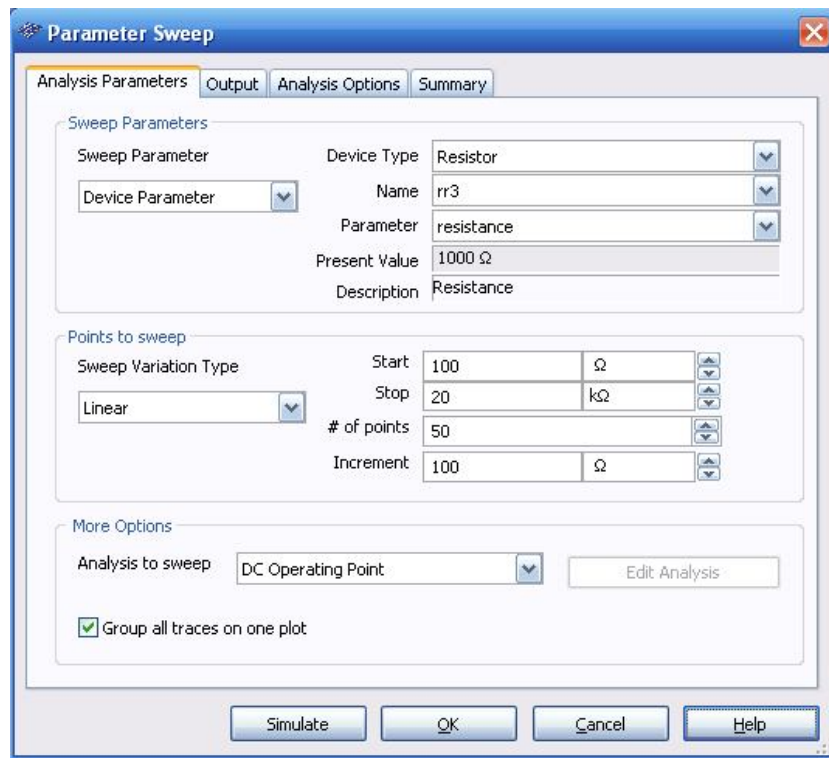 Parameter Sweep
Analysis Parameters Output Analysis Options Summary
Sweep Parameters
Sweep Parameter
Device Parameter
Device Type Resistor
Name rr3
Parameter resistance
Present Value 1000 Ω
Description Resistance
Points to sweep
Sweep Variation Type
Linear
Start 100 Ω
Stop 20 kΩ
# of points 50
Increment 100 Ω
More Options
Analysis to sweep DC Operating Point Edit Analysis
Group all traces on one plot
Simulate OK Cancel Help